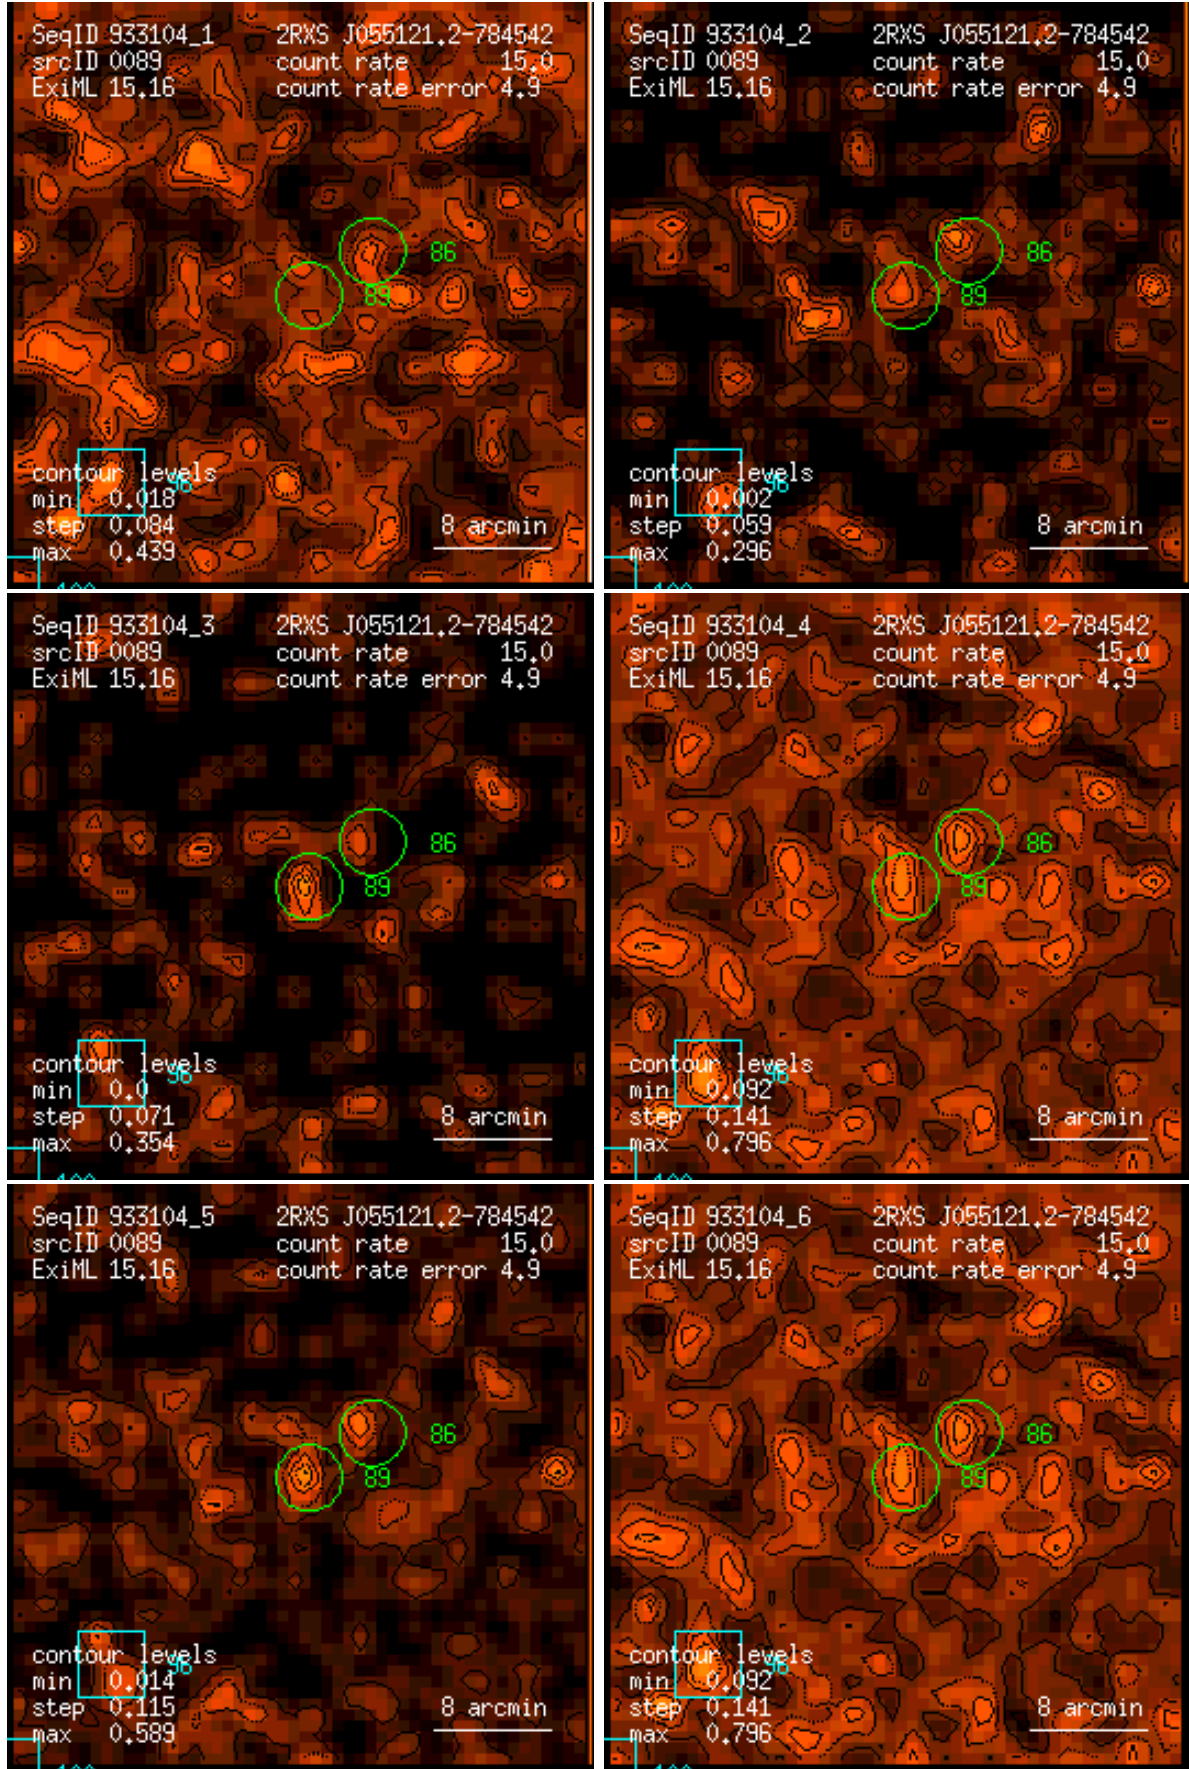 SeqID 933104_1 2RXS J055121.2-784542
srcID 0089 count rate 15.0
ExiML 15.16 count rate error 4.9
86
89
contour levels
96
min 0.018
step 0.084
max 0.439
8 arcmin
SeqID 933104_2 2RXS J055121.2-784542
srcID 0089 count rate 15.0
ExiML 15.16 count rate error 4.9
86
89
contour levels
96
min 0.002
step 0.059
max 0.296
8 arcmin
SeqID 933104_3 2RXS J055121.2-784542
srcID 0089 count rate 15.0
ExiML 15.16 count rate error 4.9
86
89
contour levels
96
min 0.0
step 0.071
max 0.354
8 arcmin
SeqID 933104_4 2RXS J055121.2-784542
srcID 0089 count rate 15.0
ExiML 15.16 count rate error 4.9
86
89
contour levels
96
min 0.092
step 0.141
max 0.796
8 arcmin
SeqID 933104_5 2RXS J055121.2-784542
srcID 0089 count rate 15.0
ExiML 15.16 count rate error 4.9
86
89
contour levels
96
min 0.014
step 0.115
max 0.589
8 arcmin
SeqID 933104_6 2RXS J055121.2-784542
srcID 0089 count rate 15.0
ExiML 15.16 count rate error 4.9
86
89
contour levels
96
min 0.092
step 0.141
max 0.796
8 arcmin